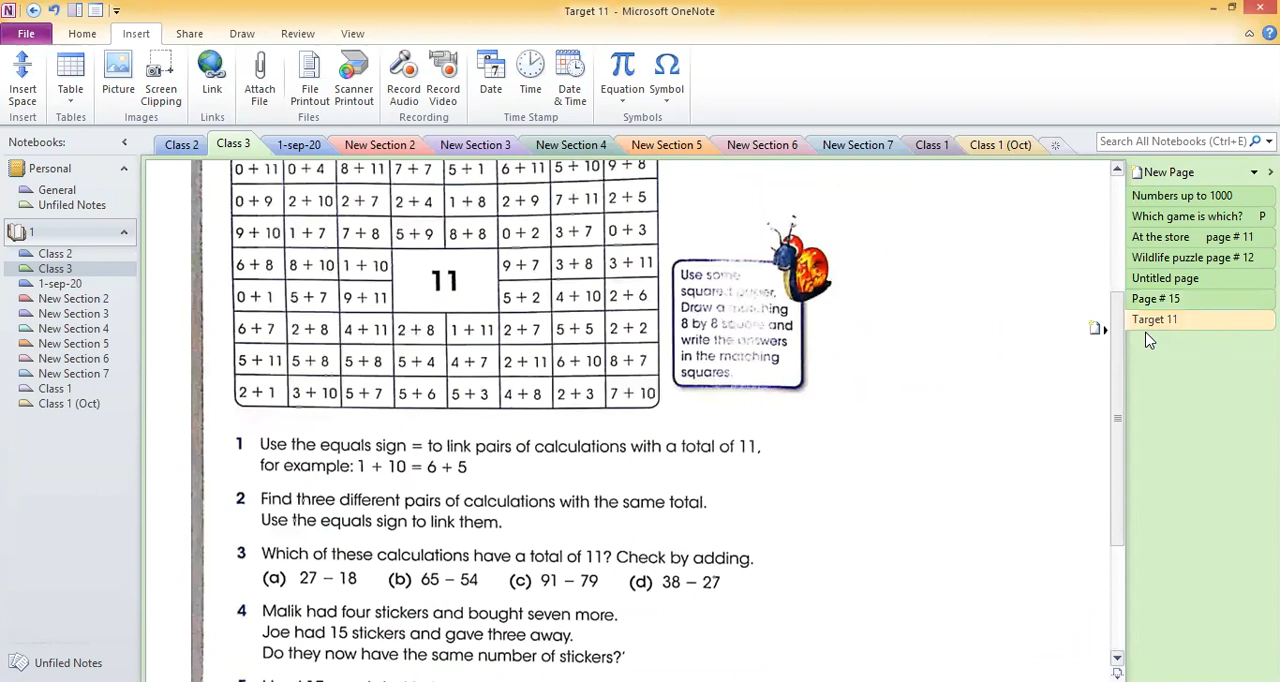 Target 11 - Microsoft OneNote
File Home Insert Share Draw Review View
Insert Space
Table
Picture
Screen Clipping
Link
Attach File
File Printout
Scanner Printout
Record Audio
Record Video
Date
Time
Date & Time
Equation
Symbol
Insert Tables Images Links Files Recording Time Stamp Symbols
Notebooks:
Class 2 Class 3 1-sep-20 New Section 2 New Section 3 New Section 4 New Section 5 New Section 6 New Section 7 Class 1 Class 1 (Oct)
Search All Notebooks (Ctrl+E)
Personal
General
Unfiled Notes
1
Class 2
Class 3
1-sep-20
New Section 2
New Section 3
New Section 4
New Section 5
New Section 6
New Section 7
Class 1
Class 1 (Oct)
Unfiled Notes
0 + 11 0 + 4 8 + 11 7 + 7 5 + 1 6 + 11 5 + 10 9 + 8
0 + 9 2 + 10 2 + 7 2 + 4 1 + 8 2 + 9 7 + 11 2 + 5
9 + 10 1 + 7 7 + 8 5 + 9 8 + 8 0 + 2 3 + 7 0 + 3
6 + 8 8 + 10 1 + 10 9 + 7 3 + 8 3 + 11
11
0 + 1 5 + 7 9 + 11 5 + 2 4 + 10 2 + 6
6 + 7 2 + 8 4 + 11 2 + 8 1 + 11 2 + 7 5 + 5 2 + 2
5 + 11 5 + 8 5 + 8 5 + 4 4 + 7 2 + 11 6 + 10 8 + 7
2 + 1 3 + 10 5 + 7 5 + 6 5 + 3 4 + 8 2 + 3 7 + 10
Use some
squared paper.
Draw a matching
8 by 8 square and
write the answers
in the matching
squares.
1 Use the equals sign = to link pairs of calculations with a total of 11,
for example: 1 + 10 = 6 + 5
2 Find three different pairs of calculations with the same total.
Use the equals sign to link them.
3 Which of these calculations have a total of 11? Check by adding.
(a) 27 – 18 (b) 65 – 54 (c) 91 – 79 (d) 38 – 27
4 Malik had four stickers and bought seven more.
Joe had 15 stickers and gave three away.
Do they now have the same number of stickers?
New Page
Numbers up to 1000
Which game is which? P
At the store page # 11
Wildlife puzzle page # 12
Untitled page
Page # 15
Target 11